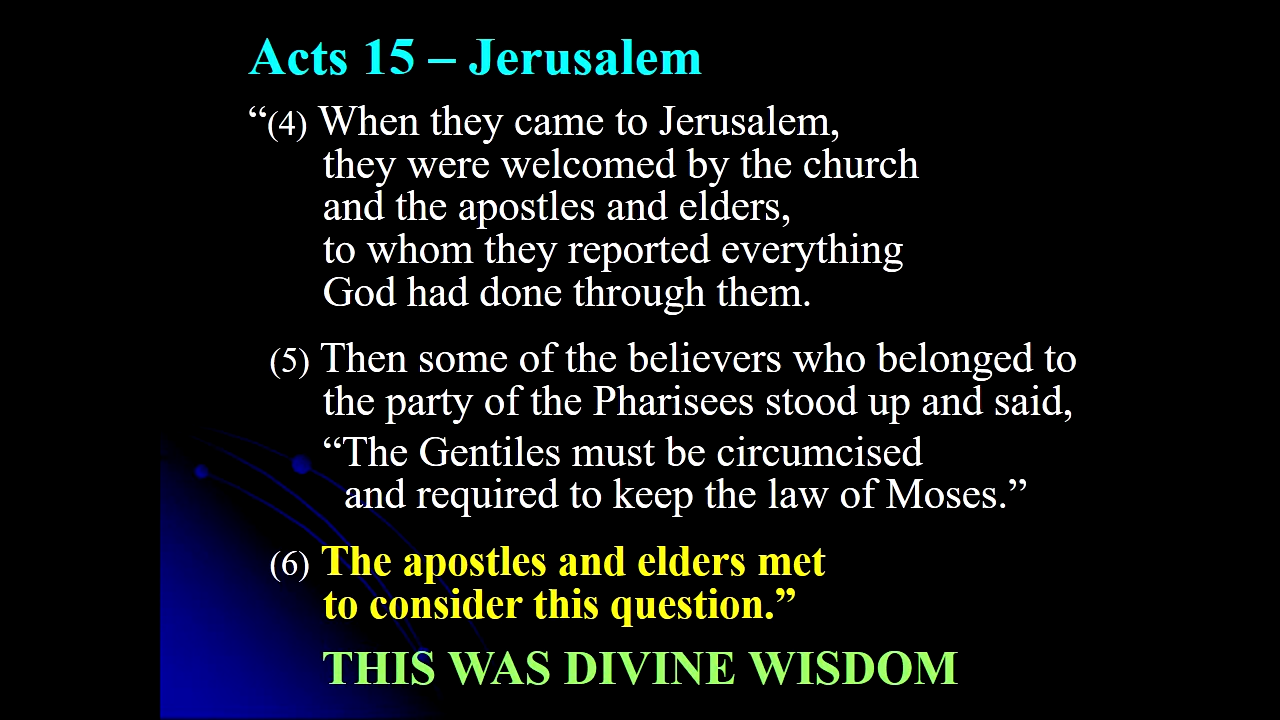 Acts 15 – Jerusalem
“(4) When they came to Jerusalem,
they were welcomed by the church
and the apostles and elders,
to whom they reported everything
God had done through them.
(5) Then some of the believers who belonged to
the party of the Pharisees stood up and said,
“The Gentiles must be circumcised
and required to keep the law of Moses.”
(6) The apostles and elders met
to consider this question.”
THIS WAS DIVINE WISDOM